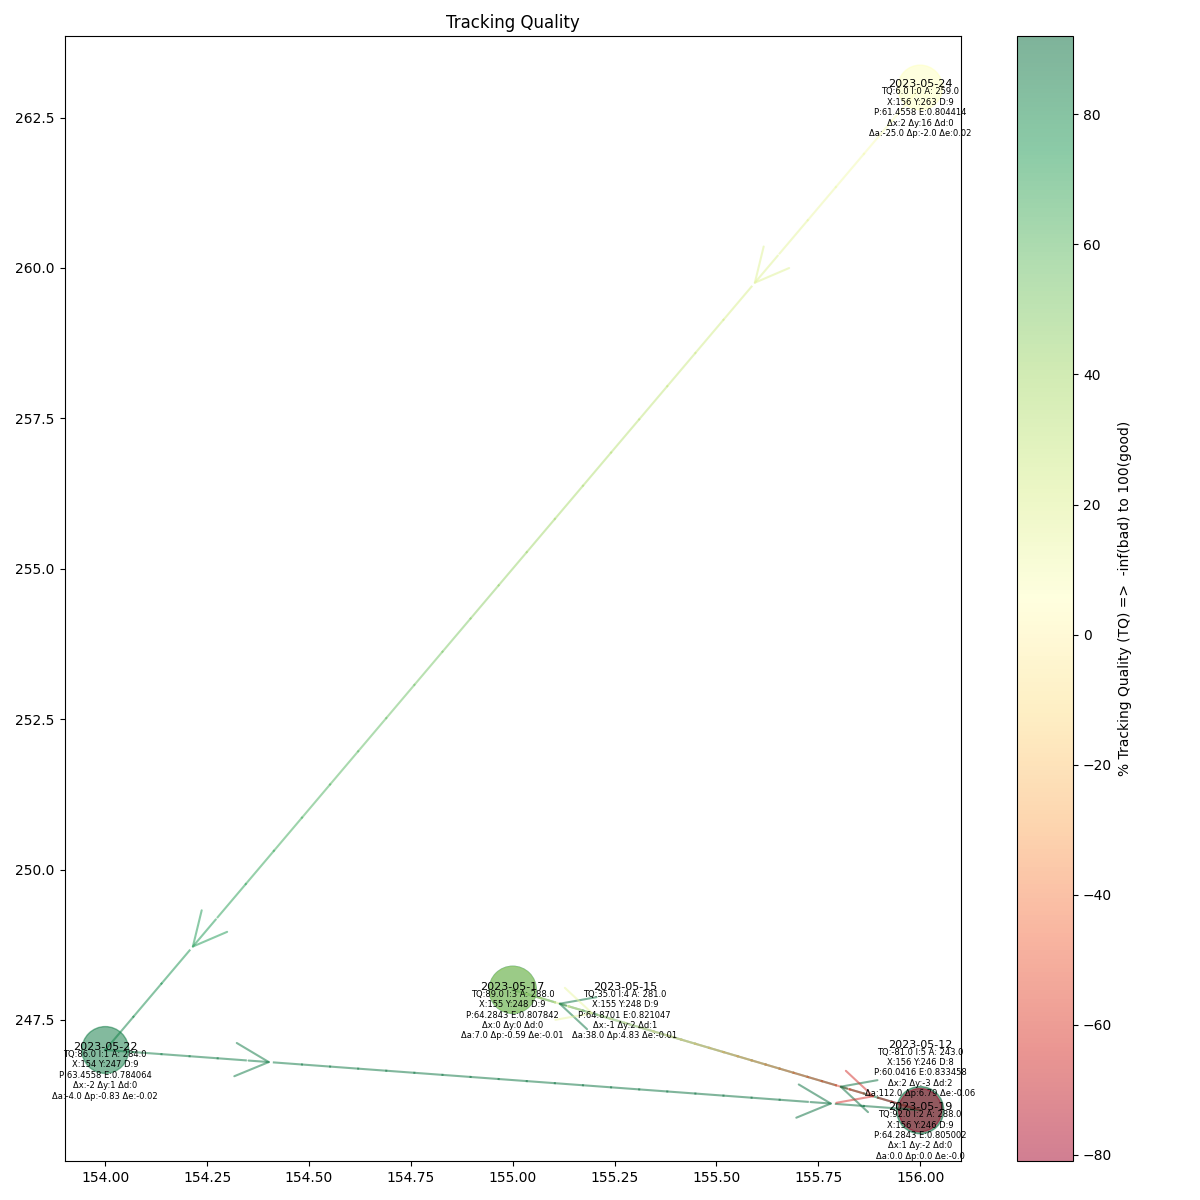 Tracking Quality
262.5
260.0
257.5
255.0
252.5
250.0
247.5
154.00
154.25
154.50
154.75
155.00
155.25
155.50
155.75
156.00
2023-05-24
TQ:6.0 I:0 A: 259.0
X:156 Y:263 D:9
P:61.4558 E:0.804414
Δx:2 Δy:16 Δd:0
Δa:-25.0 Δp:-2.0 Δe:0.02
2023-05-17
TQ:89.0 I:3 A: 288.0
X:155 Y:248 D:9
P:64.2843 E:0.807842
Δx:0 Δy:0 Δd:0
Δa:7.0 Δp:-0.59 Δe:-0.01
2023-05-15
TQ:35.0 I:4 A: 281.0
X:155 Y:248 D:9
P:64.8701 E:0.821047
Δx:-1 Δy:2 Δd:1
Δa:38.0 Δp:4.83 Δe:-0.01
2023-05-22
TQ:86.0 I:1 A: 284.0
X:154 Y:247 D:9
P:63.4558 E:0.784064
Δx:-2 Δy:1 Δd:0
Δa:-4.0 Δp:-0.83 Δe:-0.02
2023-05-12
TQ:-81.0 I:5 A: 243.0
X:156 Y:246 D:8
P:60.0416 E:0.833458
Δx:2 Δy:-3 Δd:2
Δa:112.0 Δp:6.79 Δe:-0.06
2023-05-19
TQ:92.0 I:2 A: 288.0
X:156 Y:246 D:9
P:64.2843 E:0.805002
Δx:1 Δy:-2 Δd:0
Δa:0.0 Δp:0.0 Δe:-0.0
80
60
40
20
0
−20
−40
−60
−80
% Tracking Quality (TQ) => -inf(bad) to 100(good)